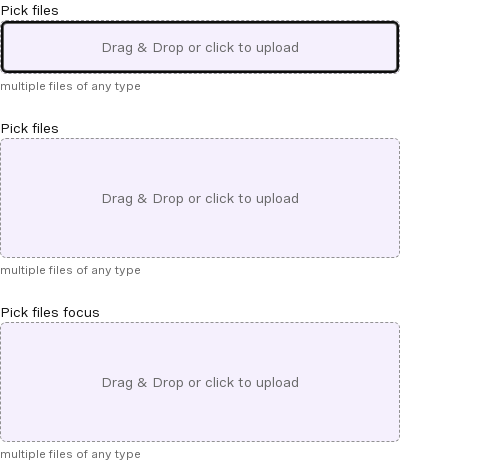 Pick files
Drag & Drop or click to upload
multiple files of any type
Pick files
Drag & Drop or click to upload
multiple files of any type
Pick files focus
Drag & Drop or click to upload
multiple files of any type